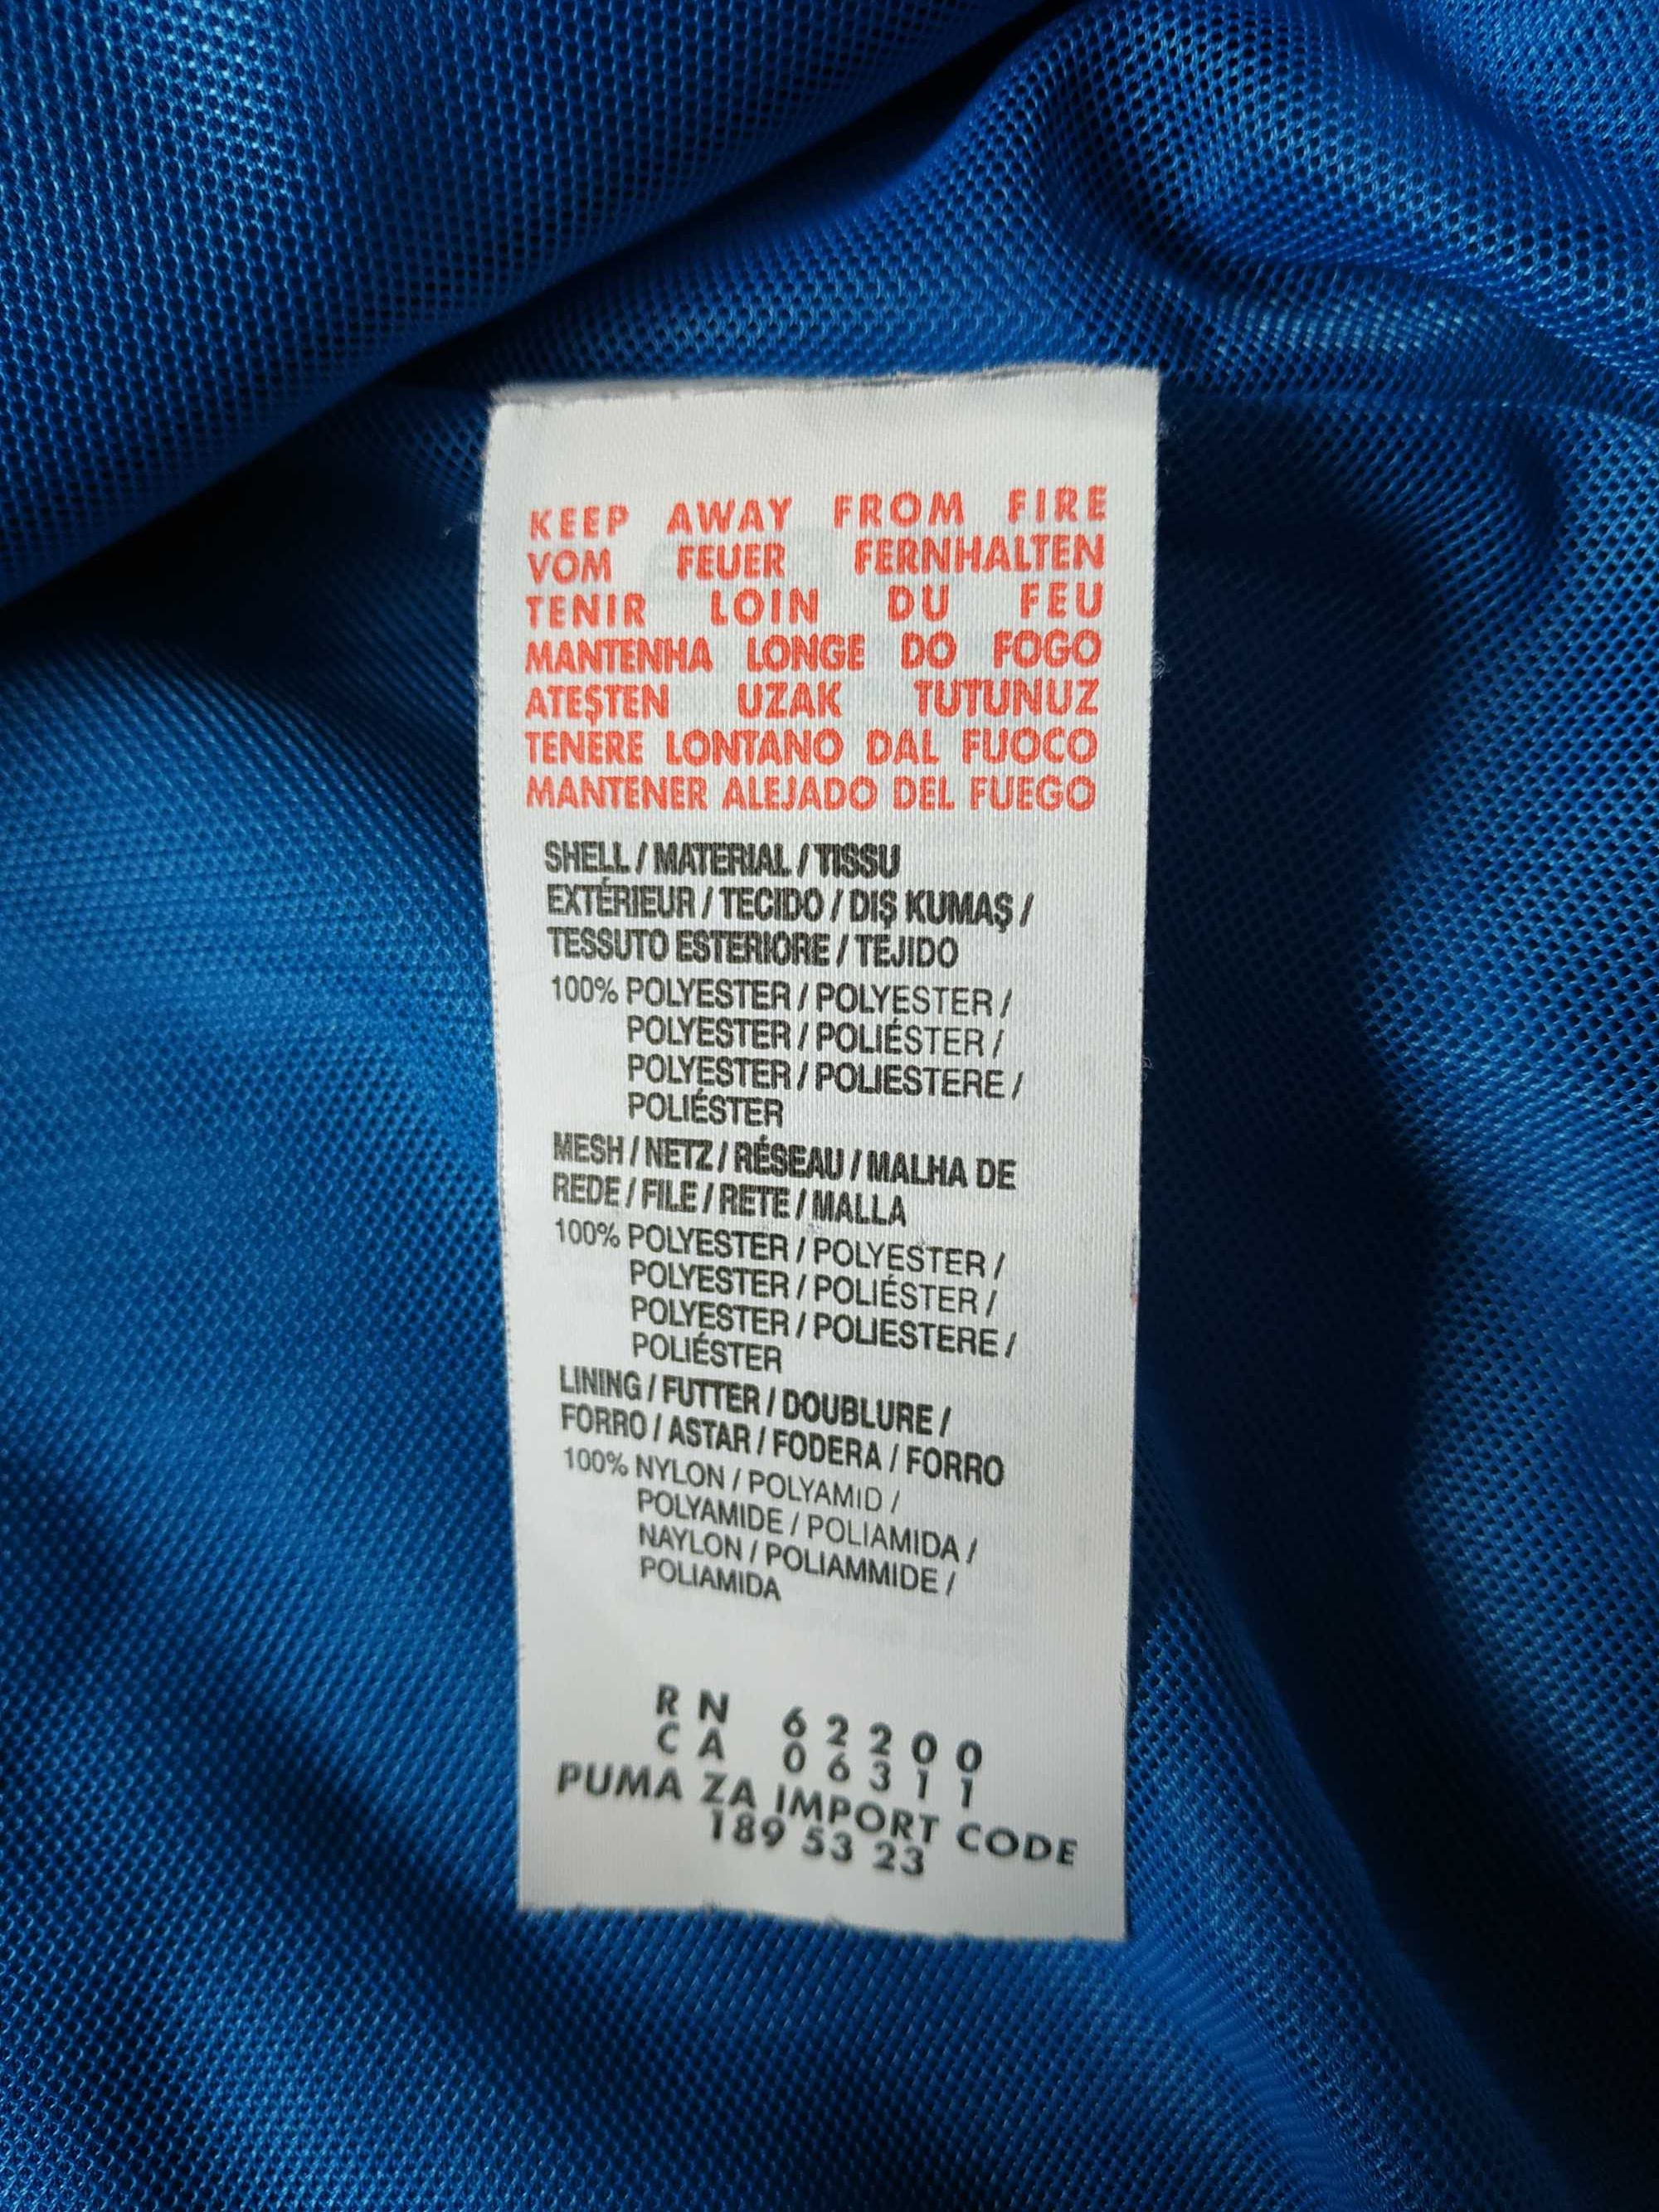 KEEP AWAY FROM FIRE
VOM FEUER FERNHALTEN
TENIR LOIN DU FEU
MANTENHA LONGE DO FOGO
ATEŞTEN UZAK TUTUNUZ
TENERE LONTANO DAL FUOCO
MANTENER ALEJADO DEL FUEGO
SHELL / MATERIAL / TISSU
EXTÉRIEUR / TECIDO / DIŞ KUMAŞ /
TESSUTO ESTERIORE / TEJIDO
100% POLYESTER / POLYESTER /
POLYESTER / POLIÉSTER /
POLYESTER / POLIESTERE /
POLIÉSTER
MESH / NETZ / RÉSEAU / MALHA DE
REDE / FILE / RETE / MALLA
100% POLYESTER / POLYESTER /
POLYESTER / POLIÉSTER /
POLYESTER / POLIESTERE /
POLIÉSTER
LINING / FUTTER / DOUBLURE /
FORRO / ASTAR / FODERA / FORRO
100% NYLON / POLYAMID /
POLYAMIDE / POLIAMIDA /
NAYLON / POLIAMMIDE /
POLIAMIDA
RN 62200
CA 06311
PUMA ZA IMPORT CODE
189 53 23